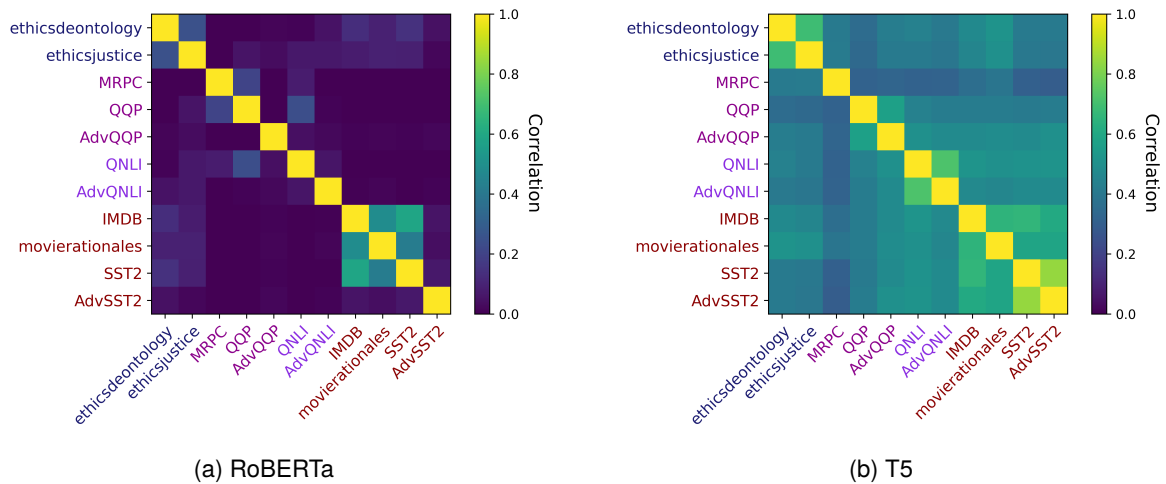 ethicsdeontology
ethicsjustice
MRPC
QQP
AdvQQP
QNLI
AdvQNLI
IMDB
movierationales
SST2
AdvSST2
ethicsdeontology
ethicsjustice
MRPC
QQP
AdvQQP
QNLI
AdvQNLI
IMDB
movierationales
SST2
AdvSST2
1.0
0.8
0.6
0.4
0.2
0.0
Correlation
(a) RoBERTa
ethicsdeontology
ethicsjustice
MRPC
QQP
AdvQQP
QNLI
AdvQNLI
IMDB
movierationales
SST2
AdvSST2
ethicsdeontology
ethicsjustice
MRPC
QQP
AdvQQP
QNLI
AdvQNLI
IMDB
movierationales
SST2
AdvSST2
1.0
0.8
0.6
0.4
0.2
0.0
Correlation
(b) T5